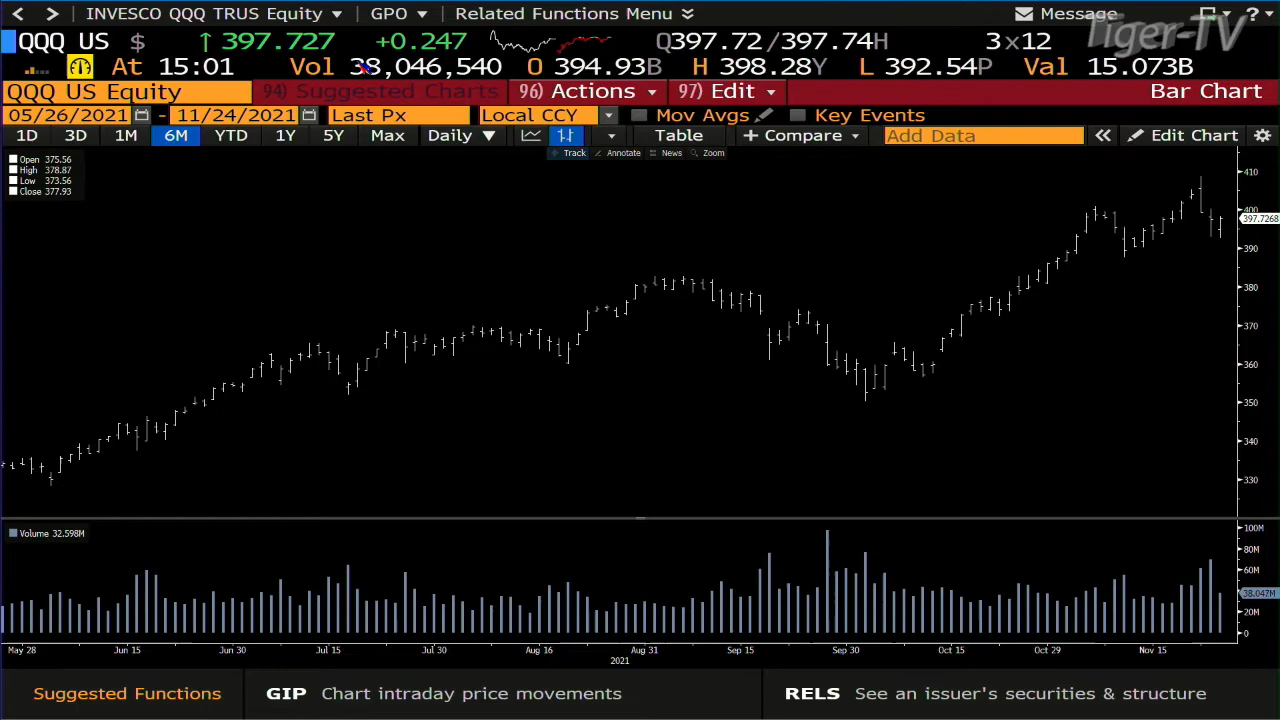 INVESCO QQQ TRUS Equity GPO Related Functions Menu Message ?
Tiger-TV
QQQ US $ ↑ 397.727 +0.247 Q397.72/397.74H 3x12
At 15:01 Vol 38,046,540 O 394.93B H 398.28Y L 392.54P Val 15.073B
QQQ US Equity 94) Suggested Charts 96) Actions 97) Edit Bar Chart
05/26/2021 - 11/24/2021 Last Px Local CCY Mov Avgs Key Events
1D 3D 1M 6M YTD 1Y 5Y Max Daily ▼ Table + Compare Add Data « Edit Chart
Track Annotate News Zoom
Open 375.56
High 378.87
Low 373.56
Close 377.93
410
400
397.7268
390
380
370
360
350
340
330
Volume 32.598M
100M
80M
60M
38.047M
20M
0
May 28 Jun 15 Jun 30 Jul 15 Jul 30 Aug 16 Aug 31 Sep 15 Sep 30 Oct 15 Oct 29 Nov 15
2021
Suggested Functions GIP Chart intraday price movements RELS See an issuer's securities & structure